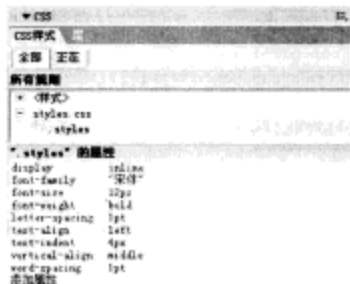 CSS
CSS样式
全部 正在
所有规则
<样式>
styles.css
.styles
".styles" 的属性
display inline
font-family "宋体"
font-size 12px
font-weight bold
letter-spacing 1pt
text-align left
text-indent 4px
vertical-align middle
word-spacing 1pt
添加属性